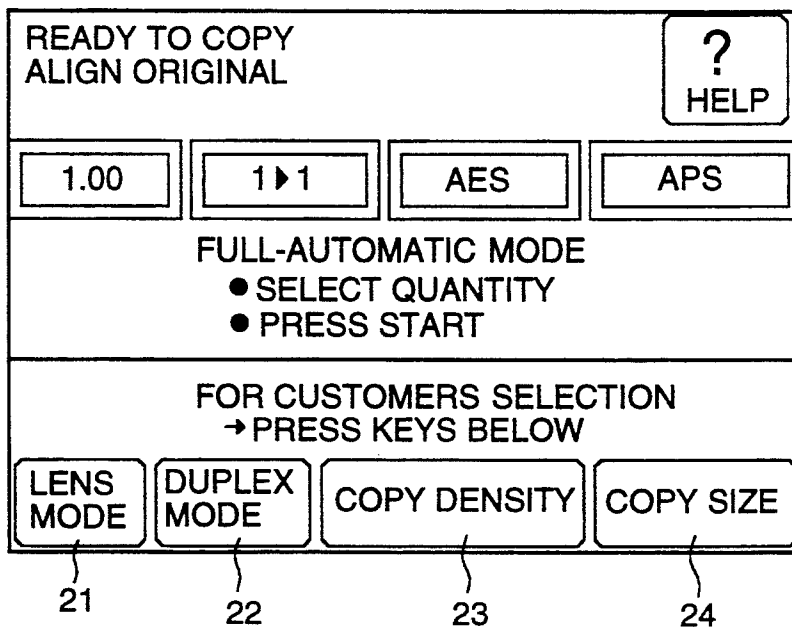 READY TO COPY
ALIGN ORIGINAL
?
HELP
1.00
1▶1
AES
APS
FULL-AUTOMATIC MODE
● SELECT QUANTITY
● PRESS START
FOR CUSTOMERS SELECTION
→PRESS KEYS BELOW
LENS
MODE
DUPLEX
MODE
COPY DENSITY
COPY SIZE
21
22
23
24